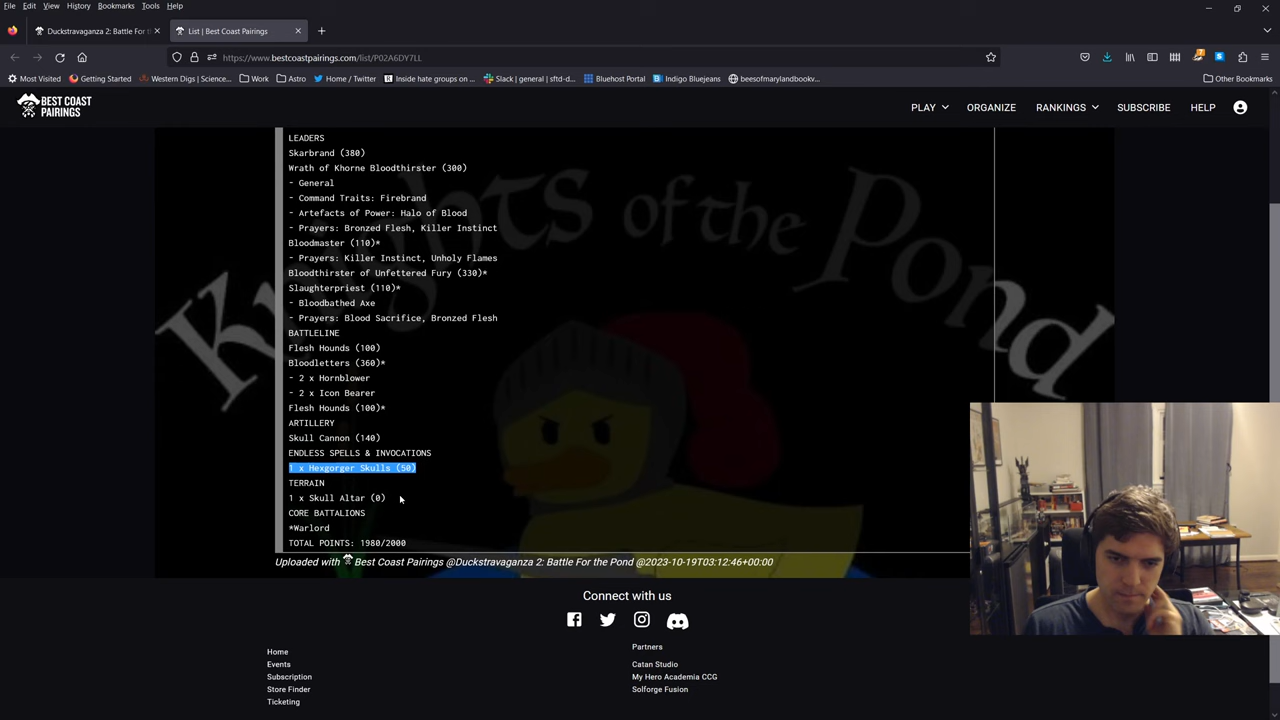 File Edit View History Bookmarks Tools Help
Duckstravaganza 2: Battle For th
List | Best Coast Pairings
https://www.bestcoastpairings.com/list/P02A6DY7LL
Most Visited Getting Started Western Digs | Science... Work Astro Home / Twitter Inside hate groups on ... Slack | general | sftd-d... Bluehost Portal Indigo Bluejeans beesofmarylandbookv... Other Bookmarks
BEST COAST
PAIRINGS
PLAY ORGANIZE RANKINGS SUBSCRIBE HELP
Knights of the Pond
LEADERS
Skarbrand (380)
Wrath of Khorne Bloodthirster (300)
- General
- Command Traits: Firebrand
- Artefacts of Power: Halo of Blood
- Prayers: Bronzed Flesh, Killer Instinct
Bloodmaster (110)*
- Prayers: Killer Instinct, Unholy Flames
Bloodthirster of Unfettered Fury (330)*
Slaughterpriest (110)*
- Bloodbathed Axe
- Prayers: Blood Sacrifice, Bronzed Flesh
BATTLELINE
Flesh Hounds (100)
Bloodletters (360)*
- 2 x Hornblower
- 2 x Icon Bearer
Flesh Hounds (100)*
ARTILLERY
Skull Cannon (140)
ENDLESS SPELLS & INVOCATIONS
1 x Hexgorger Skulls (50)
TERRAIN
1 x Skull Altar (0)
CORE BATTALIONS
*Warlord
TOTAL POINTS: 1980/2000
Uploaded with Best Coast Pairings @Duckstravaganza 2: Battle For the Pond @2023-10-19T03:12:46+00:00
Connect with us
Home
Events
Subscription
Store Finder
Ticketing
Partners
Catan Studio
My Hero Academia CCG
Solforge Fusion